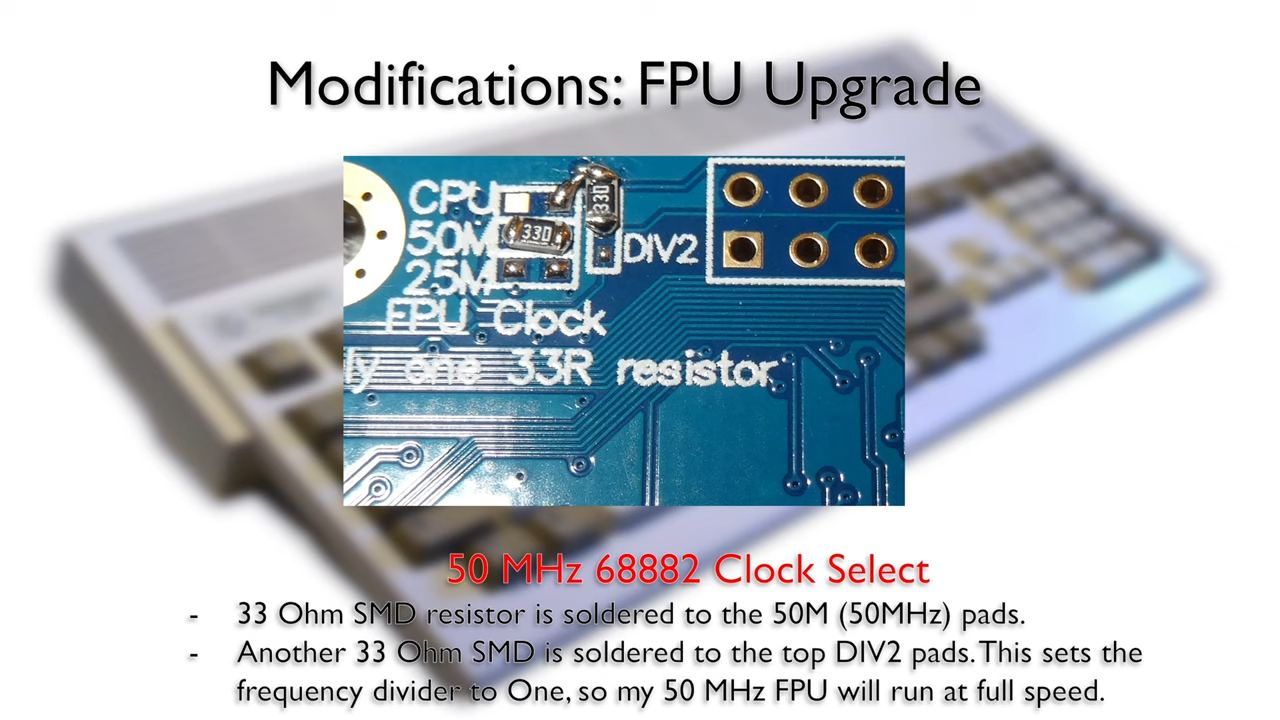 Modifications: FPU Upgrade
CPU
330
50M
330
DIV2
25M
FPU Clock
ly one 33R resistor
50 MHz 68882 Clock Select
- 33 Ohm SMD resistor is soldered to the 50M (50MHz) pads.
- Another 33 Ohm SMD is soldered to the top DIV2 pads. This sets the
frequency divider to One, so my 50 MHz FPU will run at full speed.